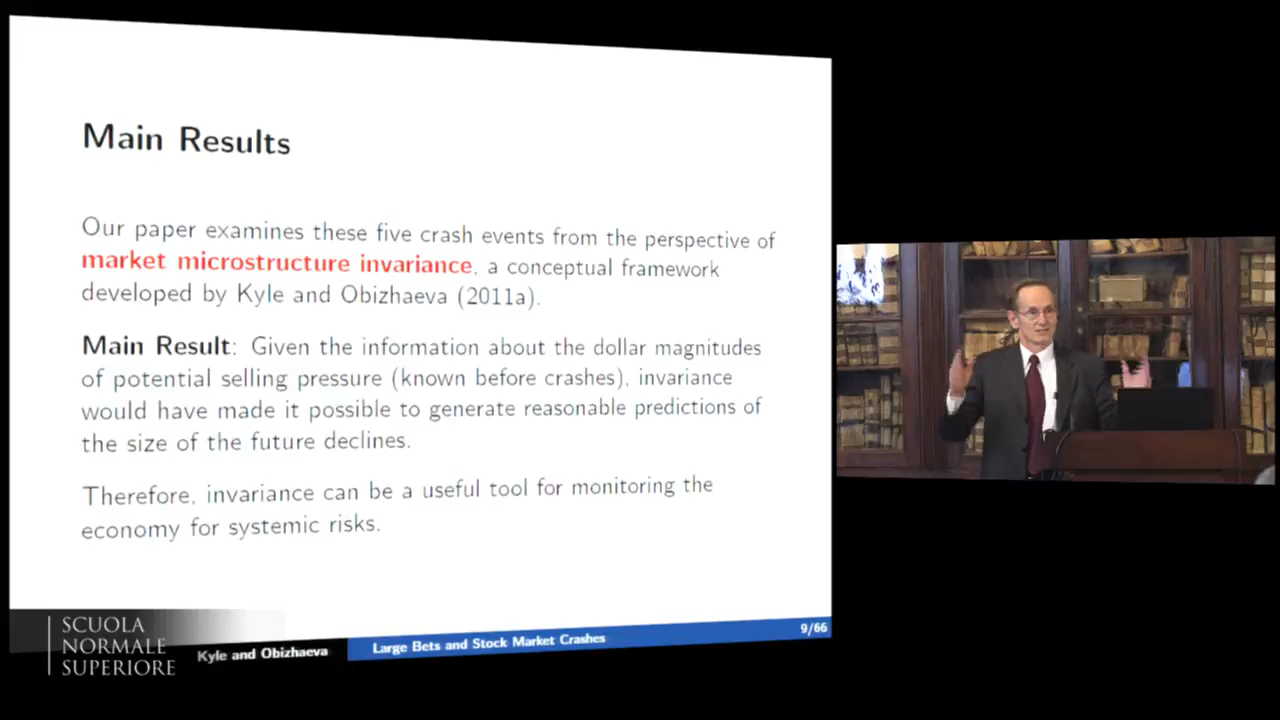 Main Results
Our paper examines these five crash events from the perspective of
market microstructure invariance, a conceptual framework
developed by Kyle and Obizhaeva (2011a).
Main Result: Given the information about the dollar magnitudes
of potential selling pressure (known before crashes), invariance
would have made it possible to generate reasonable predictions of
the size of the future declines.
Therefore, invariance can be a useful tool for monitoring the
economy for systemic risks.
SCUOLA
NORMALE
SUPERIORE
Kyle and Obizhaeva
Large Bets and Stock Market Crashes
9/66